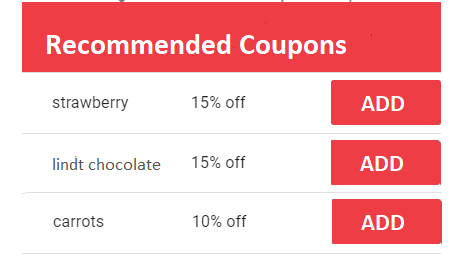 Recommended Coupons
strawberry 15% off ADD
lindt chocolate 15% off ADD
carrots 10% off ADD